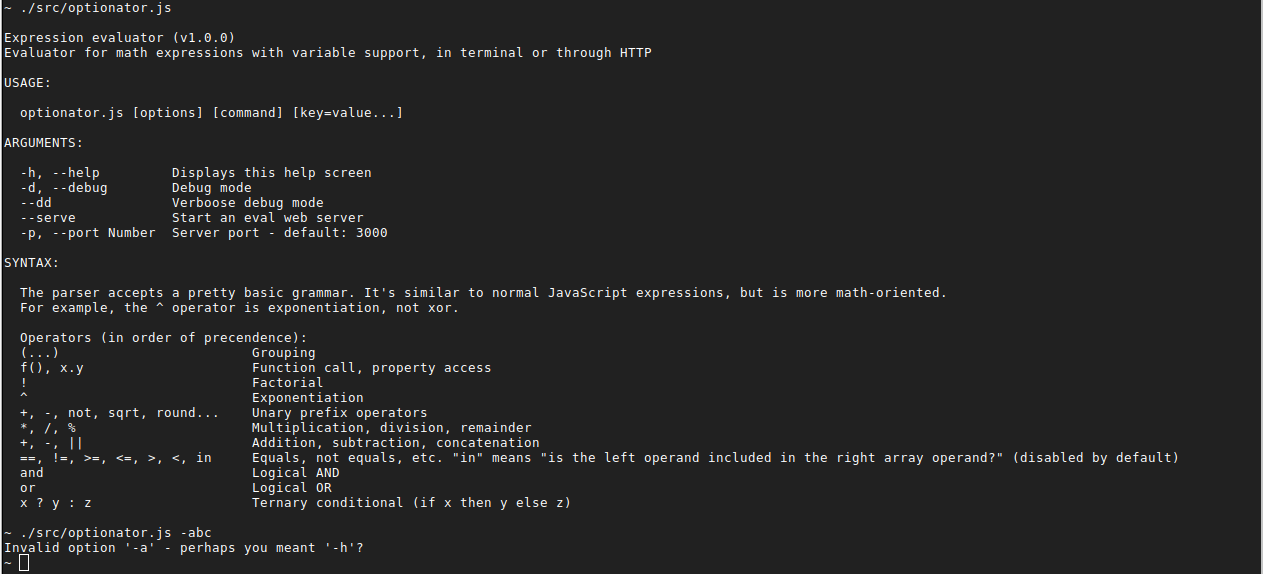 ~ ./src/optionator.js
Expression evaluator (v1.0.0)
Evaluator for math expressions with variable support, in terminal or through HTTP
USAGE:
optionator.js [options] [command] [key=value...]
ARGUMENTS:
-h, --help         Displays this help screen
-d, --debug        Debug mode
--dd               Verboose debug mode
--serve            Start an eval web server
-p, --port Number  Server port - default: 3000
SYNTAX:
The parser accepts a pretty basic grammar. It's similar to normal JavaScript expressions, but is more math-oriented.
For example, the ^ operator is exponentiation, not xor.
Operators (in order of precendence):
(...)                        Grouping
f(), x.y                     Function call, property access
!                            Factorial
^                            Exponentiation
+, -, not, sqrt, round...    Unary prefix operators
*, /, %                      Multiplication, division, remainder
+, -, ||                     Addition, subtraction, concatenation
==, !=, >=, <=, >, <, in     Equals, not equals, etc. "in" means "is the left operand included in the right array operand?" (disabled by default)
and                          Logical AND
or                           Logical OR
x ? y : z                    Ternary conditional (if x then y else z)
~ ./src/optionator.js -abc
Invalid option '-a' - perhaps you meant '-h'?
~